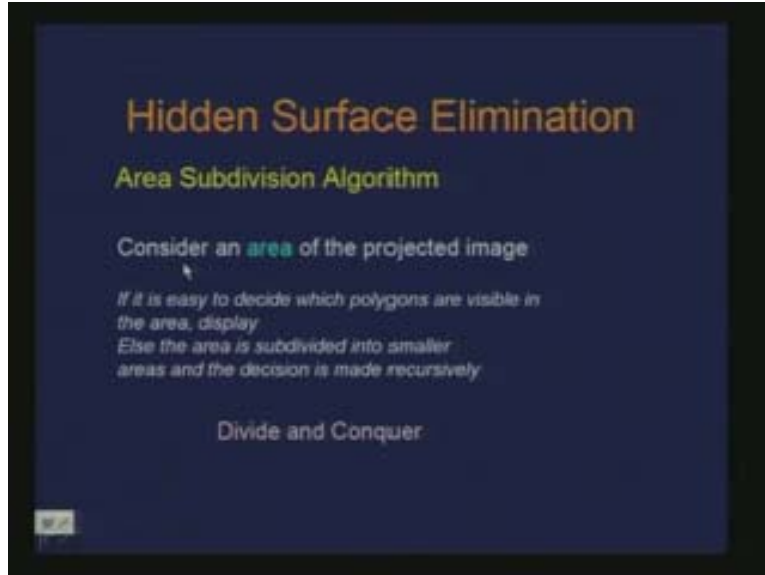 Hidden Surface Elimination
Area Subdivision Algorithm
Consider an area of the projected image
If it is easy to decide which polygons are visible in
the area, display
Else the area is subdivided into smaller
areas and the decision is made recursively
Divide and Conquer